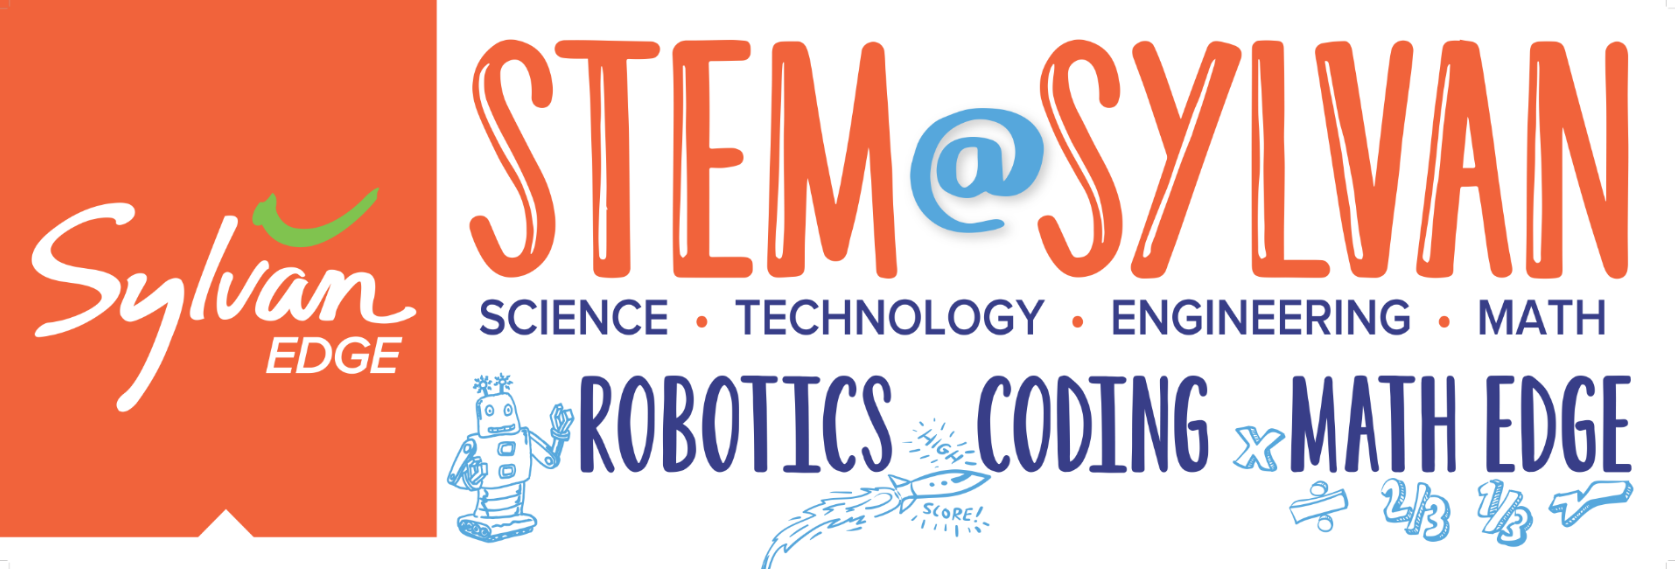 Sylvan
EDGE
STEM@SYLVAN
SCIENCE • TECHNOLOGY • ENGINEERING • MATH
ROBOTICS CODING MATH EDGE
HIGH
SCORE!
x
÷ 2/3 1/3 √